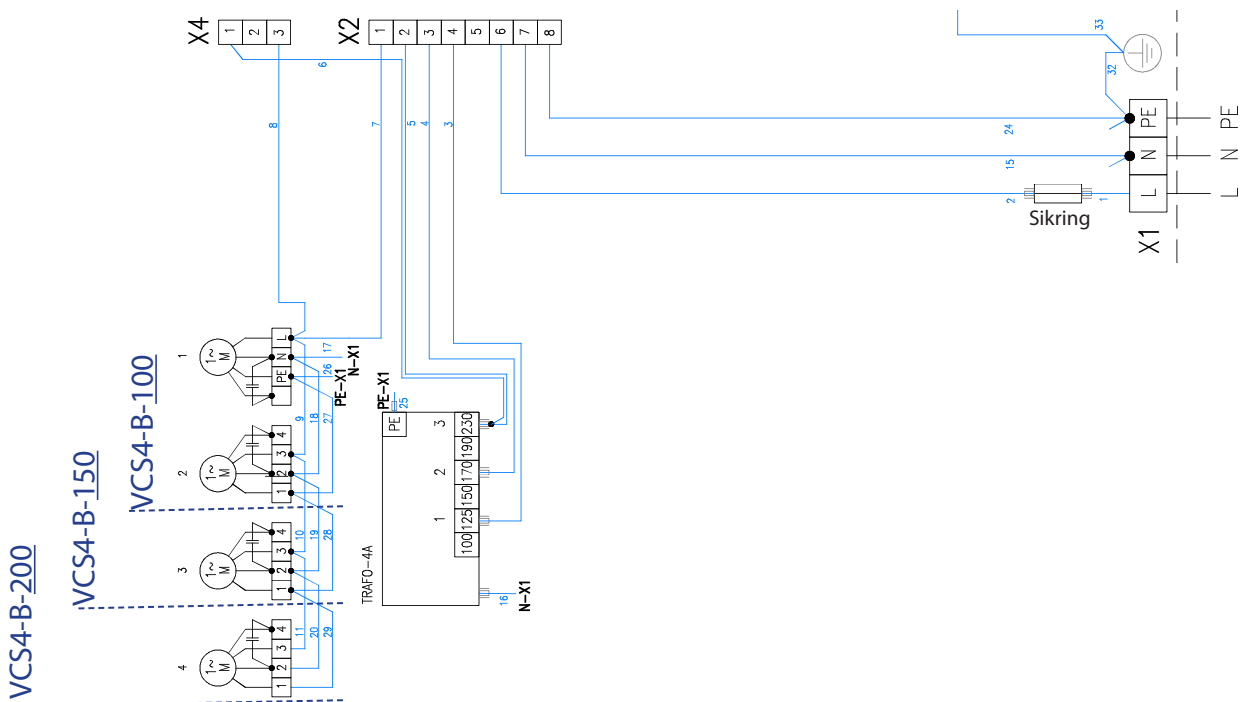 X4
1
2
3
X2
1
2
3
4
5
6
7
8
33
32
6
8
7
5
4
3
24
15
2
1
Sikring
PE
N
L
X1
PE
N
L
VCS4-B-100
VCS4-B-150
VCS4-B-200
1
1~
M
L
N
PE
17
N-X1
26
PE-X1
27
9
18
2
1~
M
4
3
2
1
10
19
28
3
1~
M
4
3
2
1
11
20
29
4
1~
M
4
3
2
1
PE-X1
25
PE
TRAFO-4A
3
2
1
230
190
170
150
125
100
16
N-X1